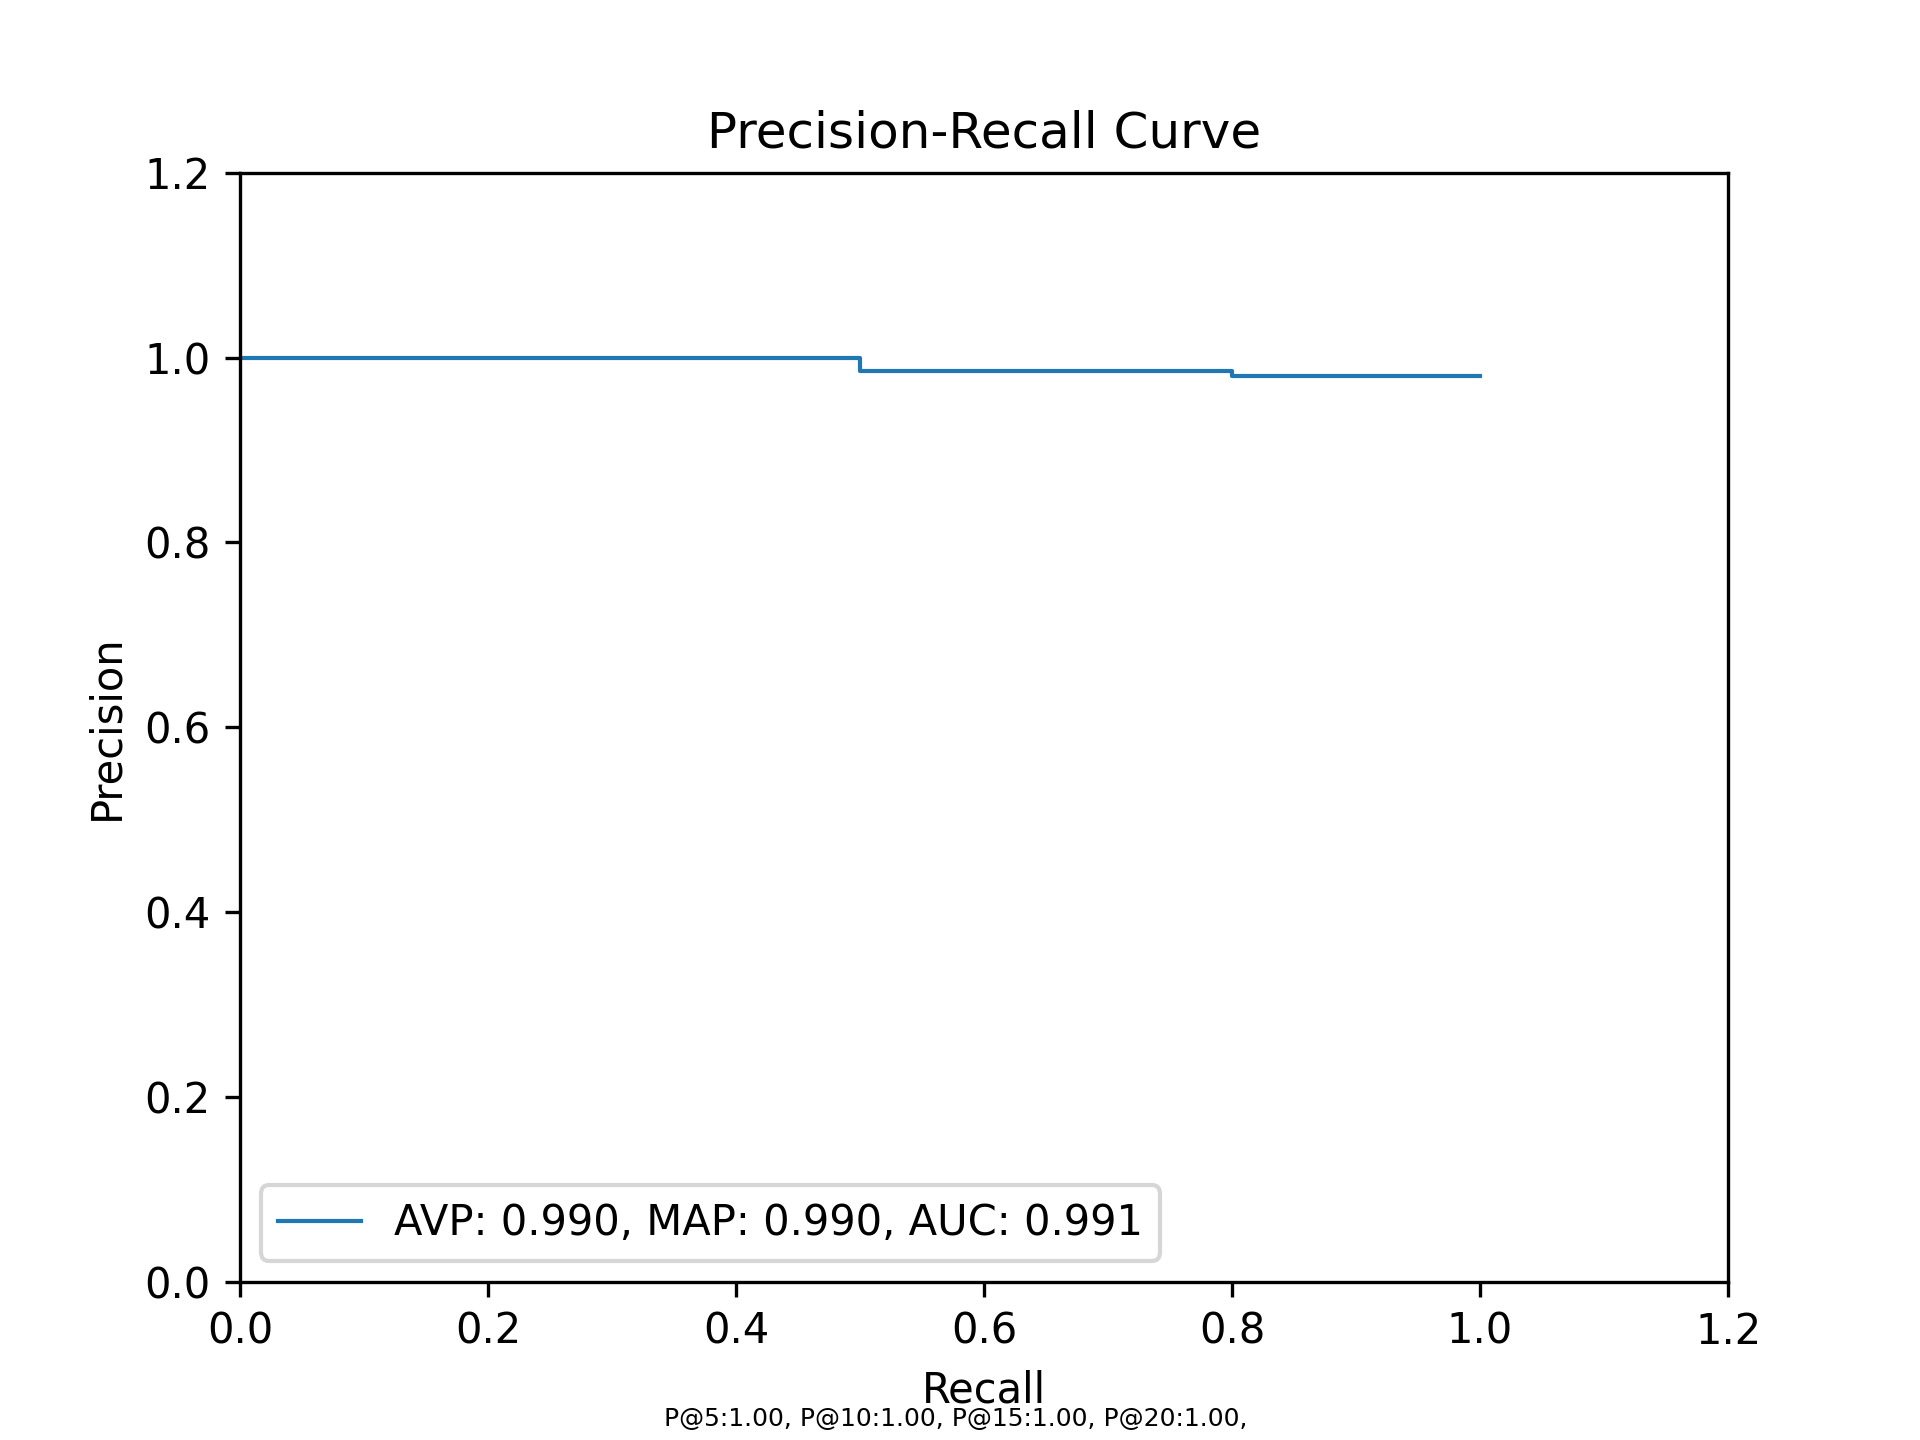 Precision-Recall Curve
1.2
1.0
0.8
0.6
0.4
0.2
0.0
Precision
AVP: 0.990, MAP: 0.990, AUC: 0.991
0.0 0.2 0.4 0.6 0.8 1.0 1.2
Recall
P@5:1.00, P@10:1.00, P@15:1.00, P@20:1.00,